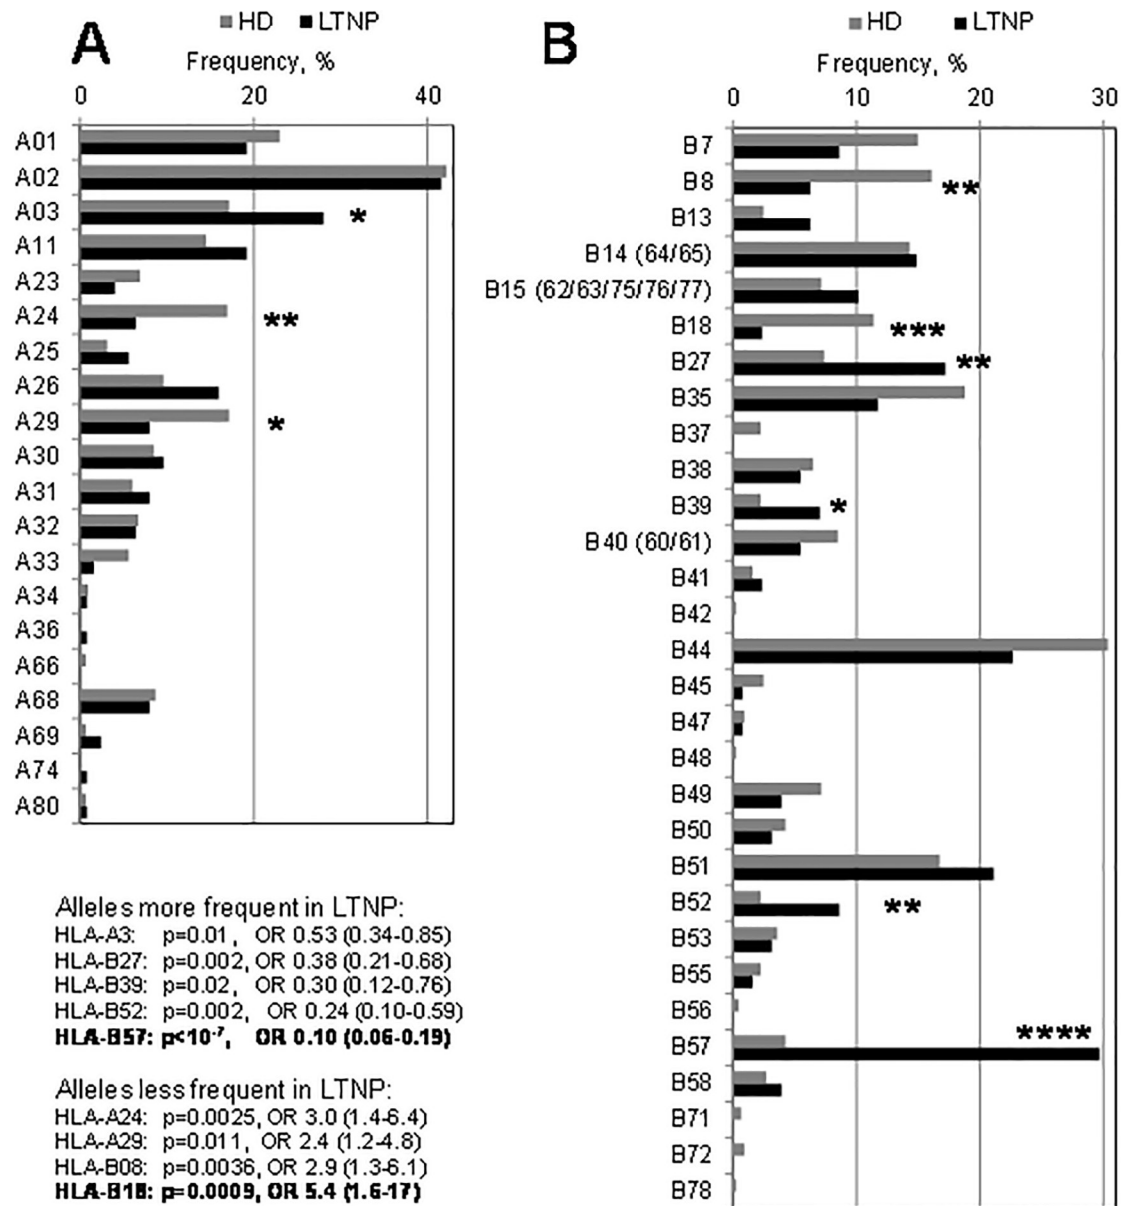 A
HD LTNP
Frequency, %
0 20 40
A01
A02
A03 *
A11
A23
A24 **
A25
A26
A29 *
A30
A31
A32
A33
A34
A36
A66
A68
A69
A74
A80
Alleles more frequent in LTNP:
HLA-A3: p=0.01, OR 0.53 (0.34-0.85)
HLA-B27: p=0.002, OR 0.38 (0.21-0.68)
HLA-B39: p=0.02, OR 0.30 (0.12-0.76)
HLA-B52: p=0.002, OR 0.24 (0.10-0.59)
HLA-B57: p<10-7, OR 0.10 (0.06-0.19)
Alleles less frequent in LTNP:
HLA-A24: p=0.0025, OR 3.0 (1.4-6.4)
HLA-A29: p=0.011, OR 2.4 (1.2-4.8)
HLA-B08: p=0.0036, OR 2.9 (1.3-6.1)
HLA-B18: p=0.0009, OR 5.4 (1.6-17)
B
HD LTNP
Frequency, %
0 10 20 30
B7
B8 **
B13
B14 (64/65)
B15 (62/63/75/76/77)
B18 ***
B27 **
B35
B37
B38
B39 *
B40 (60/61)
B41
B42
B44
B45
B47
B48
B49
B50
B51
B52 **
B53
B55
B56
B57 ****
B58
B71
B72
B78